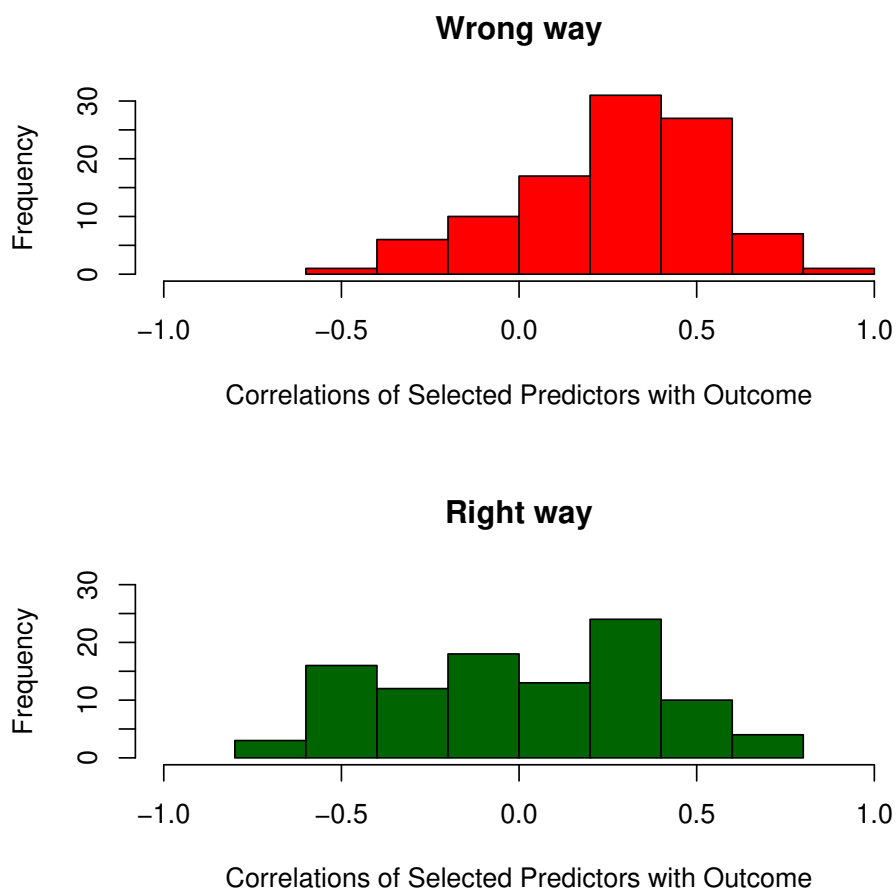 Wrong way
Frequency
30
20
10
0
−1.0 −0.5 0.0 0.5 1.0
Correlations of Selected Predictors with Outcome
Right way
Frequency
30
20
10
0
−1.0 −0.5 0.0 0.5 1.0
Correlations of Selected Predictors with Outcome